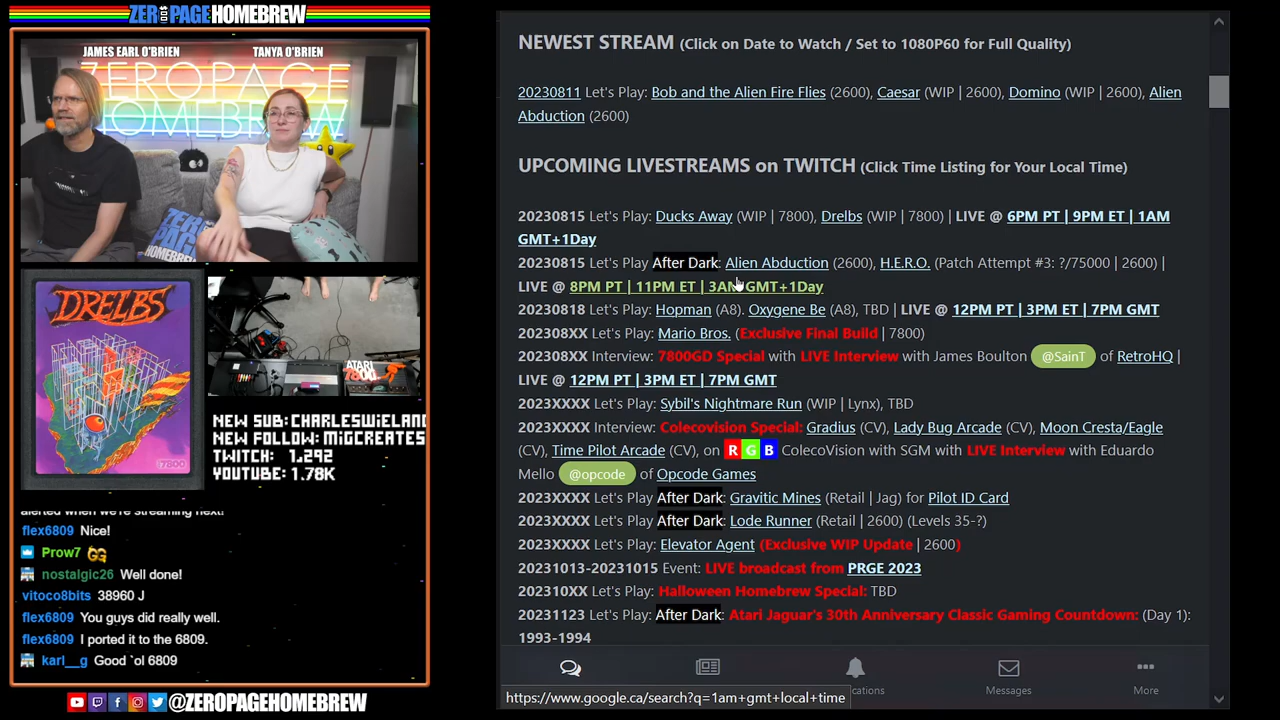 ZEROPAGEHOMEBREW
JAMES EARL O'BRIEN
TANYA O'BRIEN
ZEROPAGE
HOMEBREW
DRELBS
7800
ATARI
7800
NEW SUB:CHARLESWIELAND
NEW FOLLOW:MIGCREATES
TWITCH: 1,292
YOUTUBE: 1.78K
alerted when we're streaming next!
flex6809 Nice!
Prow7
nostalgic26 Well done!
vitoco8bits 38960 J
flex6809 You guys did really well.
flex6809 I ported it to the 6809.
karl__g Good `ol 6809
@ZEROPAGEHOMEBREW
NEWEST STREAM (Click on Date to Watch / Set to 1080P60 for Full Quality)
20230811 Let's Play: Bob and the Alien Fire Flies (2600), Caesar (WIP | 2600), Domino (WIP | 2600), Alien
Abduction (2600)
UPCOMING LIVESTREAMS on TWITCH (Click Time Listing for Your Local Time)
20230815 Let's Play: Ducks Away (WIP | 7800), Drelbs (WIP | 7800) | LIVE @ 6PM PT | 9PM ET | 1AM
GMT+1Day
20230815 Let's Play After Dark: Alien Abduction (2600), H.E.R.O. (Patch Attempt #3: ?/75000 | 2600) |
LIVE @ 8PM PT | 11PM ET | 3AM GMT+1Day
20230818 Let's Play: Hopman (A8). Oxygene Be (A8), TBD | LIVE @ 12PM PT | 3PM ET | 7PM GMT
202308XX Let's Play: Mario Bros. (Exclusive Final Build | 7800)
202308XX Interview: 7800GD Special with LIVE Interview with James Boulton @SainT of RetroHQ |
LIVE @ 12PM PT | 3PM ET | 7PM GMT
2023XXXX Let's Play: Sybil's Nightmare Run (WIP | Lynx), TBD
2023XXXX Interview: Colecovision Special: Gradius (CV), Lady Bug Arcade (CV), Moon Cresta/Eagle
(CV), Time Pilot Arcade (CV), on R G B ColecoVision with SGM with LIVE Interview with Eduardo
Mello @opcode of Opcode Games
2023XXXX After Dark: Gravitic Mines (Retail | Jag) for Pilot ID Card
2023XXXX After Dark: Lode Runner (Retail | 2600) (Levels 35-?)
2023XXXX Let's Play: Elevator Agent (Exclusive WIP Update | 2600)
20231013-20231015 Event: LIVE broadcast from PRGE 2023
202310XX Let's Play: Halloween Homebrew Special: TBD
20231123 Let's Play: After Dark: Atari Jaguar's 30th Anniversary Classic Gaming Countdown: (Day 1):
1993-1994
cations
Messages
More
https://www.google.ca/search?q=1am+gmt+local+time